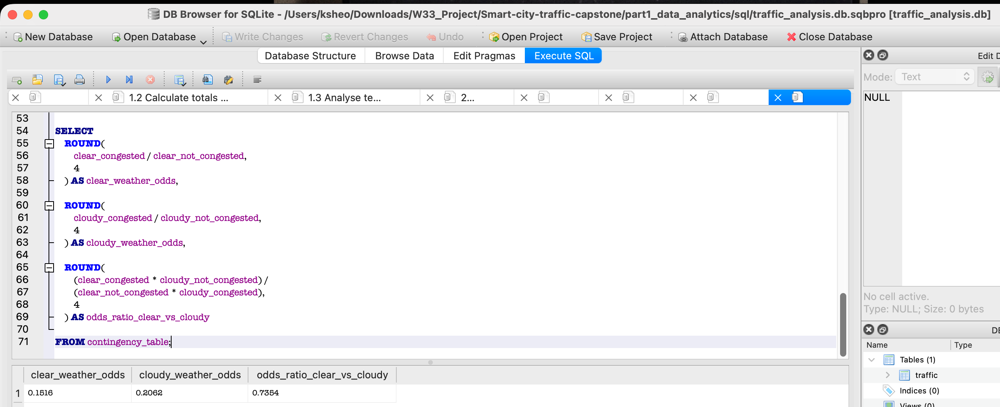 DB Browser for SQLite - /Users/ksheo/Downloads/W33_Project/Smart-city-traffic-capstone/part1_data_analytics/sql/traffic_analysis.db.sqbpro [traffic_analysis.db]
New Database Open Database Write Changes Revert Changes Undo Open Project Save Project Attach Database Close Database
Database Structure Browse Data Edit Pragmas Execute SQL
Edit D
Mode: Text
1.2 Calculate totals ... 1.3 Analyse te... 2...
NULL
53
54 SELECT
55 ROUND(
56 clear_congested / clear_not_congested,
57 4
58 ) AS clear_weather_odds,
59
60 ROUND(
61 cloudy_congested / cloudy_not_congested,
62 4
63 ) AS cloudy_weather_odds,
64
65 ROUND(
66 (clear_congested * cloudy_not_congested) /
67 (clear_not_congested * cloudy_congested),
68 4
69 ) AS odds_ratio_clear_vs_cloudy
70
71 FROM contingency_table;
No cell active.
Type: NULL; Size: 0 bytes
DB
Name Type
Tables (1)
traffic
Indices (0)
Views (0)
clear_weather_odds cloudy_weather_odds odds_ratio_clear_vs_cloudy
1 0.1516 0.2062 0.7354